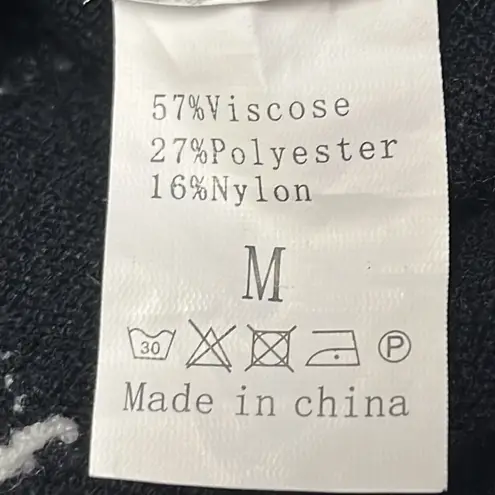 57%Viscose
27%Polyester
16%Nylon
M
30 P
Made in china